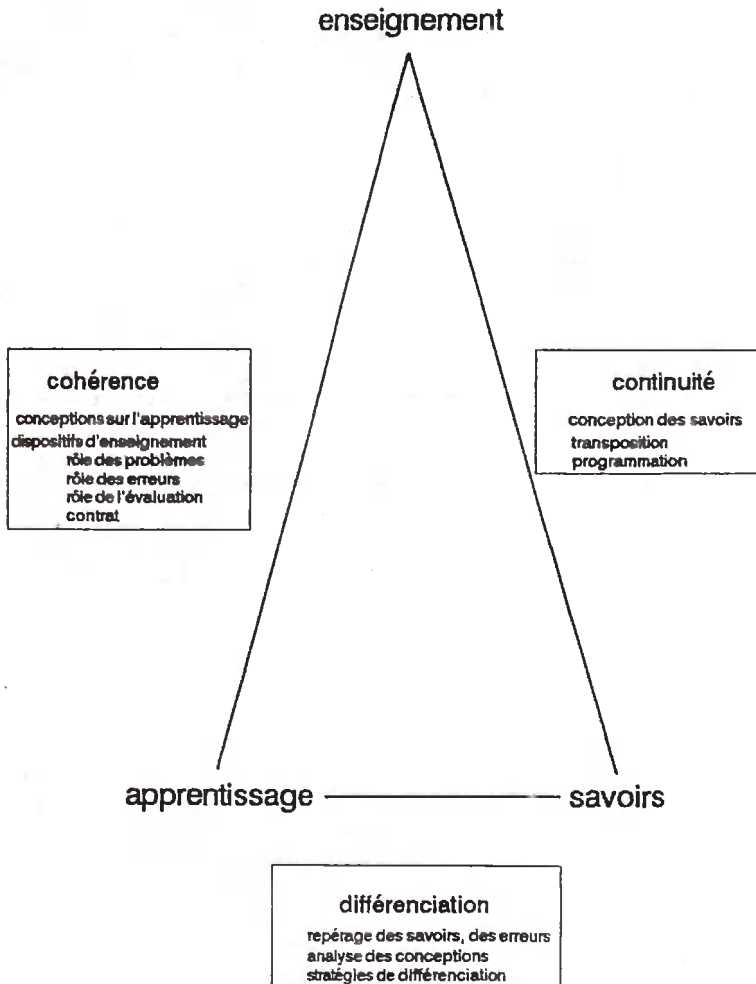 enseignement
cohérence
conceptions sur l'apprentissage
dispositifs d'enseignement
rôle des problèmes
rôle des erreurs
rôle de l'évaluation
contrat
continuité
conception des savoirs
transposition
programmation
apprentissage
savoirs
différenciation
repérage des savoirs, des erreurs
analyse des conceptions
stratégies de différenciation